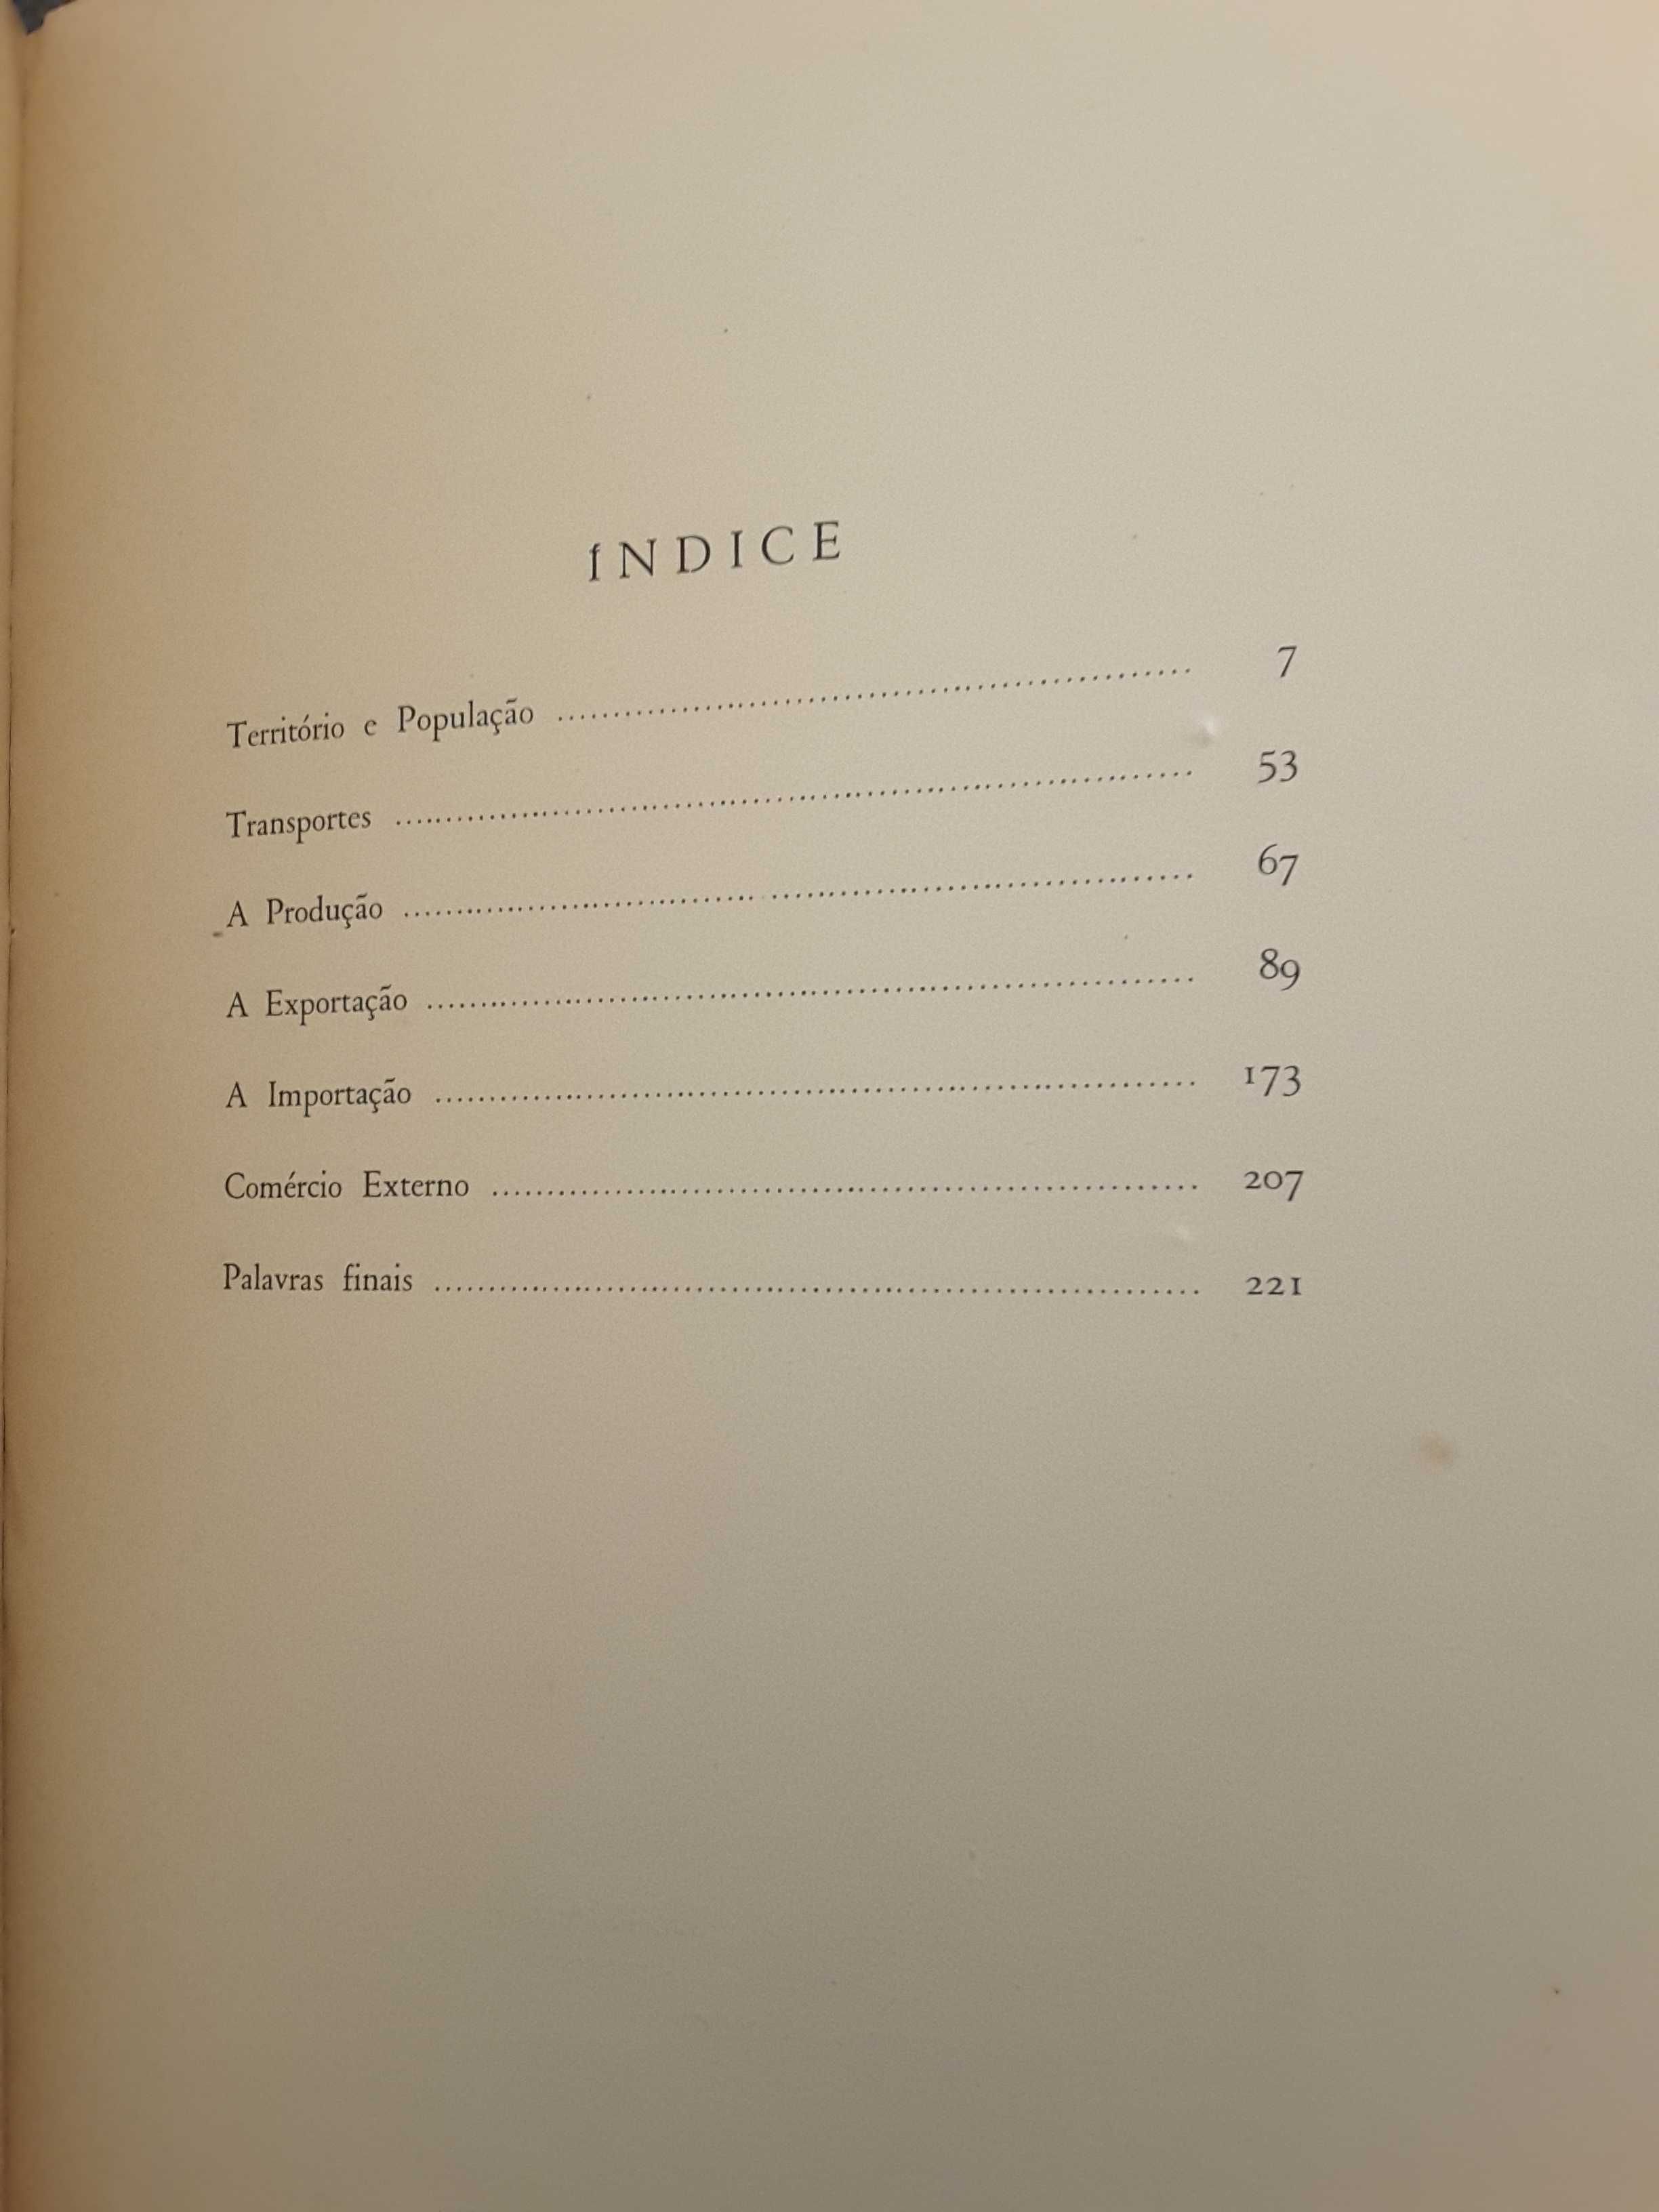 ÍNDICE
Território e População ........ 7
Transportes ........ 53
A Produção ........ 67
A Exportação ........ 89
A Importação ........ 173
Comércio Externo ........ 207
Palavras finais ........ 221